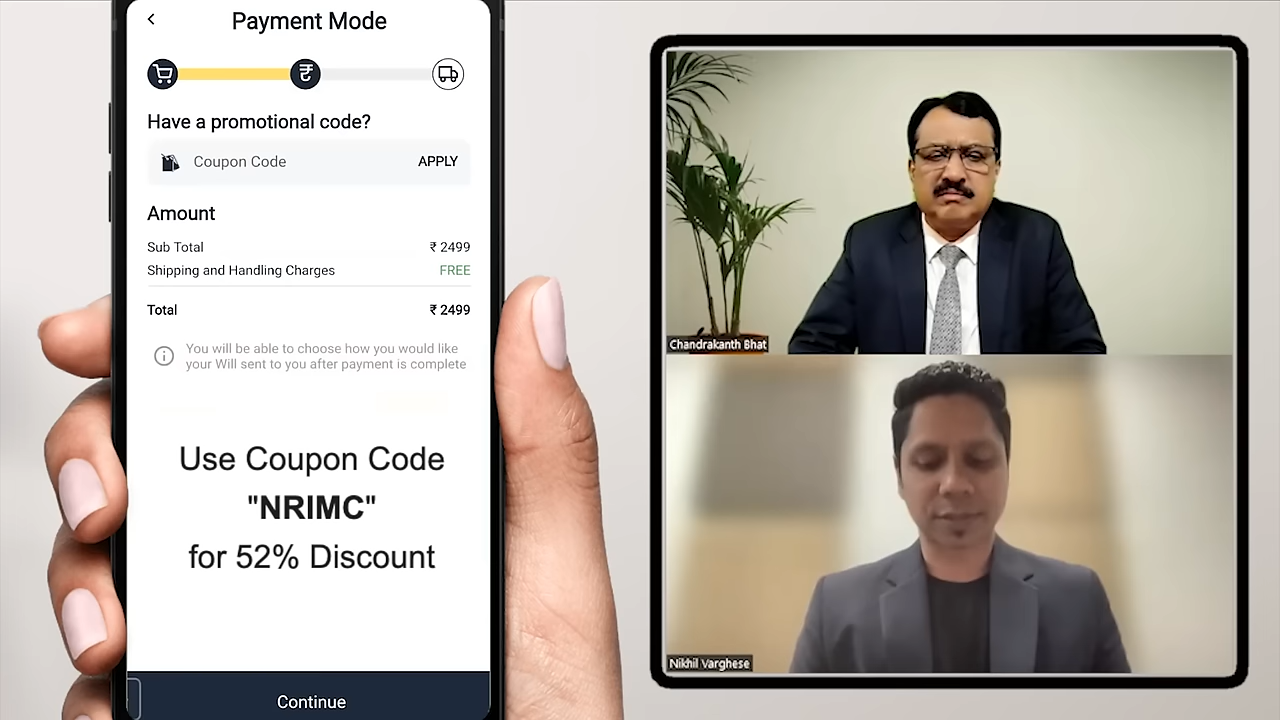 Payment Mode
Have a promotional code?
Coupon Code APPLY
Amount
Sub Total ₹ 2499
Shipping and Handling Charges FREE
Total ₹ 2499
You will be able to choose how you would like
your Will sent to you after payment is complete
Use Coupon Code
"NRIMC"
for 52% Discount
Continue
Chandrakanth Bhat
Nikhil Varghese